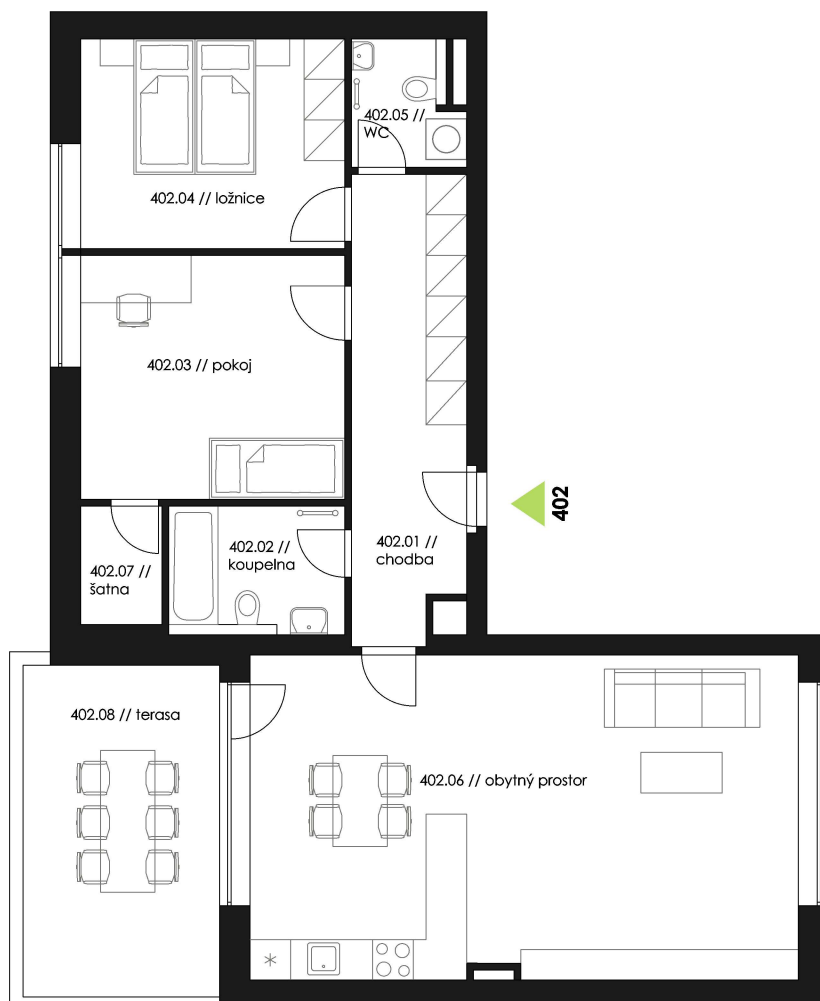 402.05 //
WC
402.04 // ložnice
402.03 // pokoj
402
402.02 //
koupelna
402.01 //
chodba
402.07 //
šatna
402.08 // terasa
402.06 // obytný prostor